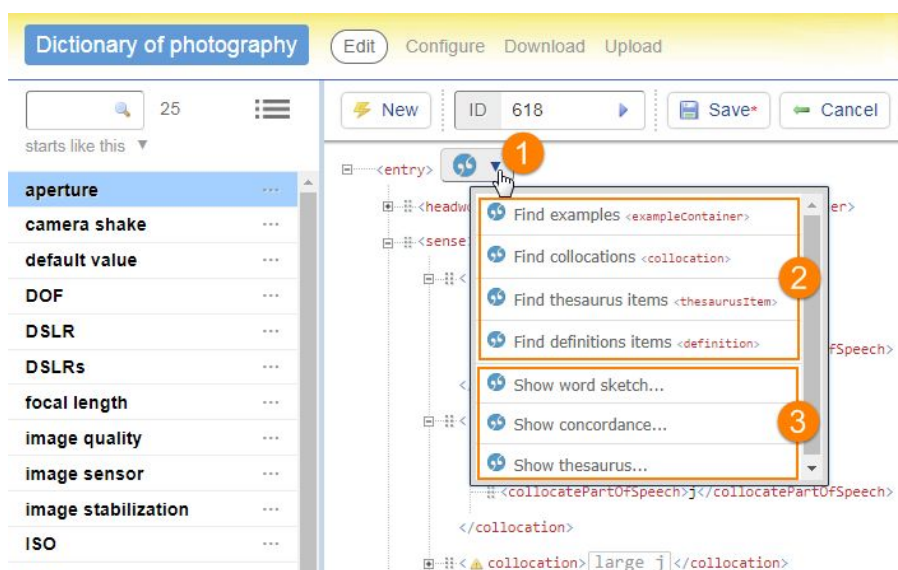 Dictionary of photography Edit Configure Download Upload
25
New ID 618 Save* Cancel
starts like this ▼
1
<entry>
aperture ...
camera shake ...
default value ...
DOF ...
DSLR ...
DSLRs ...
focal length ...
image quality ...
image sensor ...
image stabilization ...
ISO ...
<headw er>
<sense
<
Find examples <exampleContainer>
Find collocations <collocation>
2
Find thesaurus items <thesaurusItem>
Find definitions items <definition>
fSpeech>
</
Show word sketch...
<
Show concordance...
3
Show thesaurus...
<collocatePartOfSpeech>j</collocatePartOfSpeech>
</collocation>
<collocation> large j </collocation>